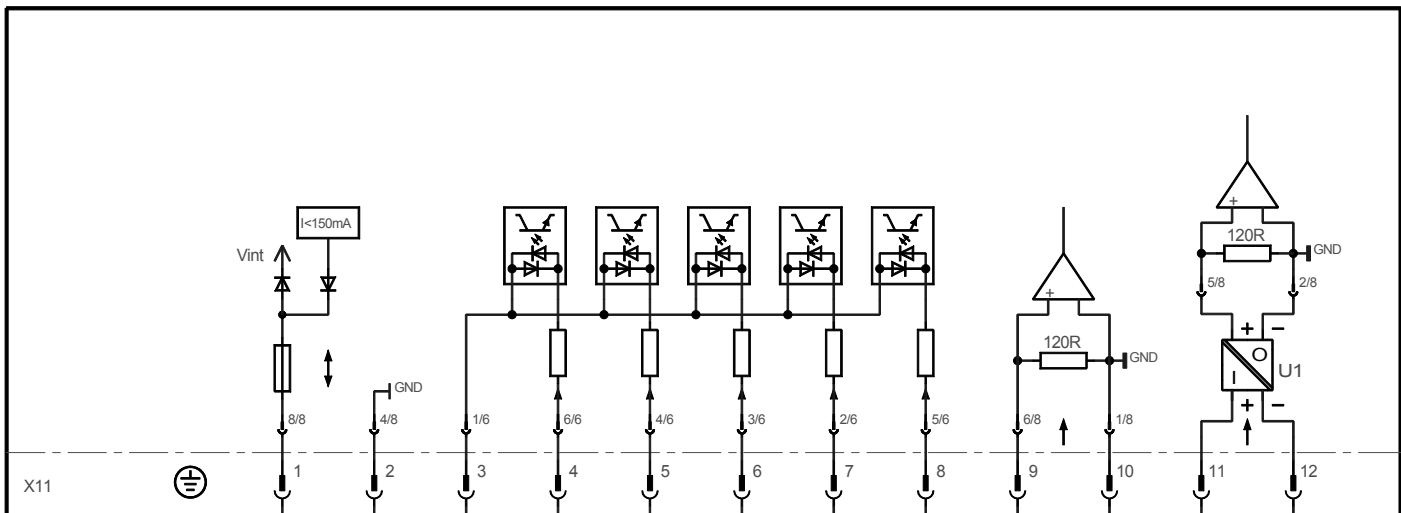 I<150mA
Vint
+
120R
GND
5/8
2/8
+
120R
GND
+
−
O
I
U1
+
−
GND
8/8
4/8
1/6
6/6
4/6
3/6
2/6
5/6
6/8
1/8
X11
1
2
3
4
5
6
7
8
9
10
11
12